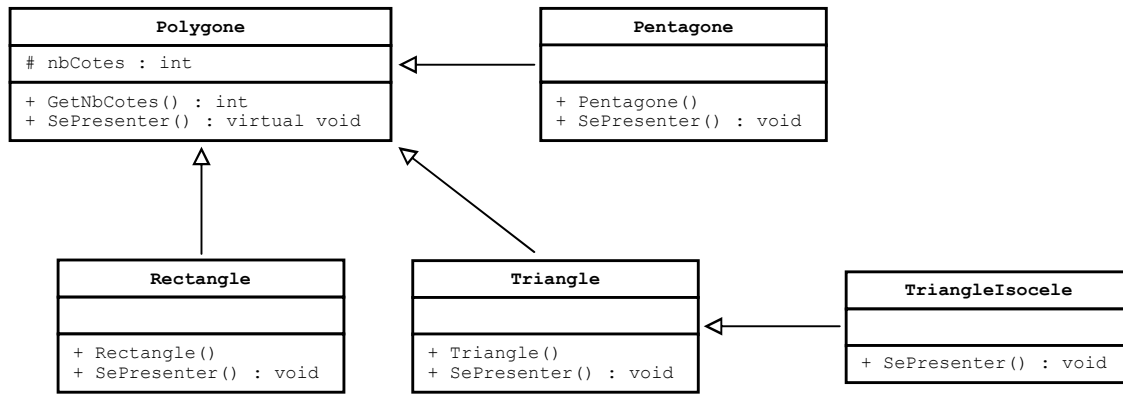 Polygone
# nbCotes : int
+ GetNbCotes() : int
+ SePresenter() : virtual void
Pentagone
+ Pentagone()
+ SePresenter() : void
Rectangle
+ Rectangle()
+ SePresenter() : void
Triangle
+ Triangle()
+ SePresenter() : void
TriangleIsocele
+ SePresenter() : void